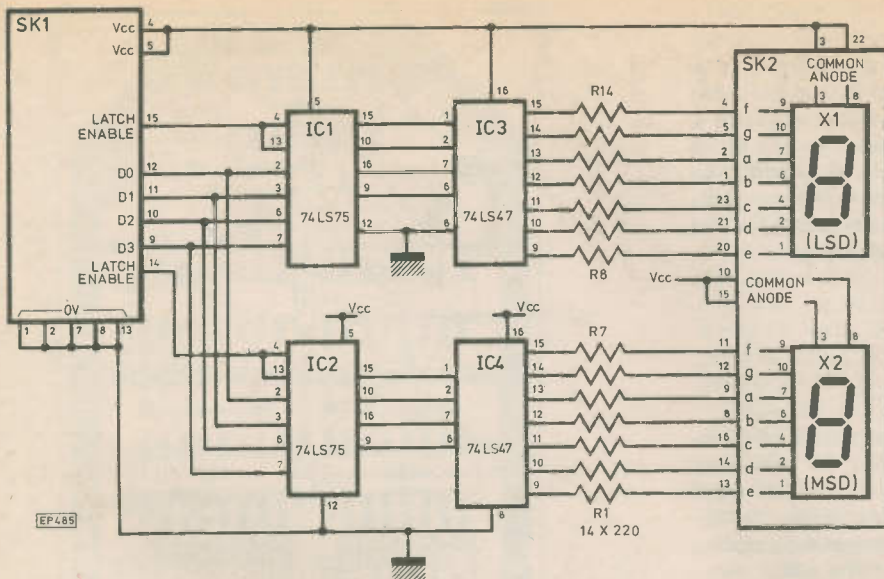 SK1
Vcc 4
Vcc 5
LATCH
ENABLE 15
D0 12
D1 11
D2 10
D3 9
LATCH
ENABLE 14
0V
1 2 7 8 13
5
IC1
4
13
2
3
6
7
15
10
16
9
12
74LS75
16
IC3
1
2
7
6
8
15
14
13
12
11
10
9
74LS47
R14
R8
3 22
SK2
COMMON
ANODE
3 8
4 f 9
5 g 10
2 a 7
1 b 6
23 c 4
21 d 2
20 e 1
X1
(LSD)
Vcc 10
15
COMMON
ANODE
3 8
Vcc
5
IC2
4
13
2
3
6
7
15
10
16
9
12
74LS75
Vcc
16
IC4
1
2
7
6
15
14
13
12
11
10
9
8
74LS47
R7
R1
14 X 220
11 f 9
12 g 10
9 a 7
8 b 6
16 c 4
14 d 2
13 e 1
X2
(MSD)
EP485